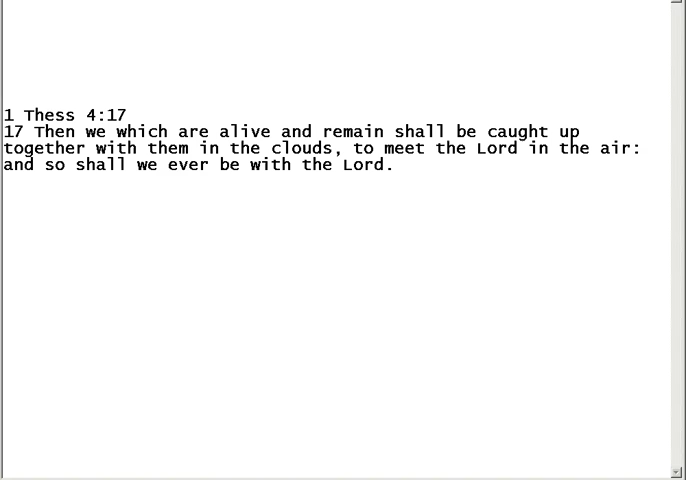 1 Thess 4:17
17 Then we which are alive and remain shall be caught up
together with them in the clouds, to meet the Lord in the air:
and so shall we ever be with the Lord.